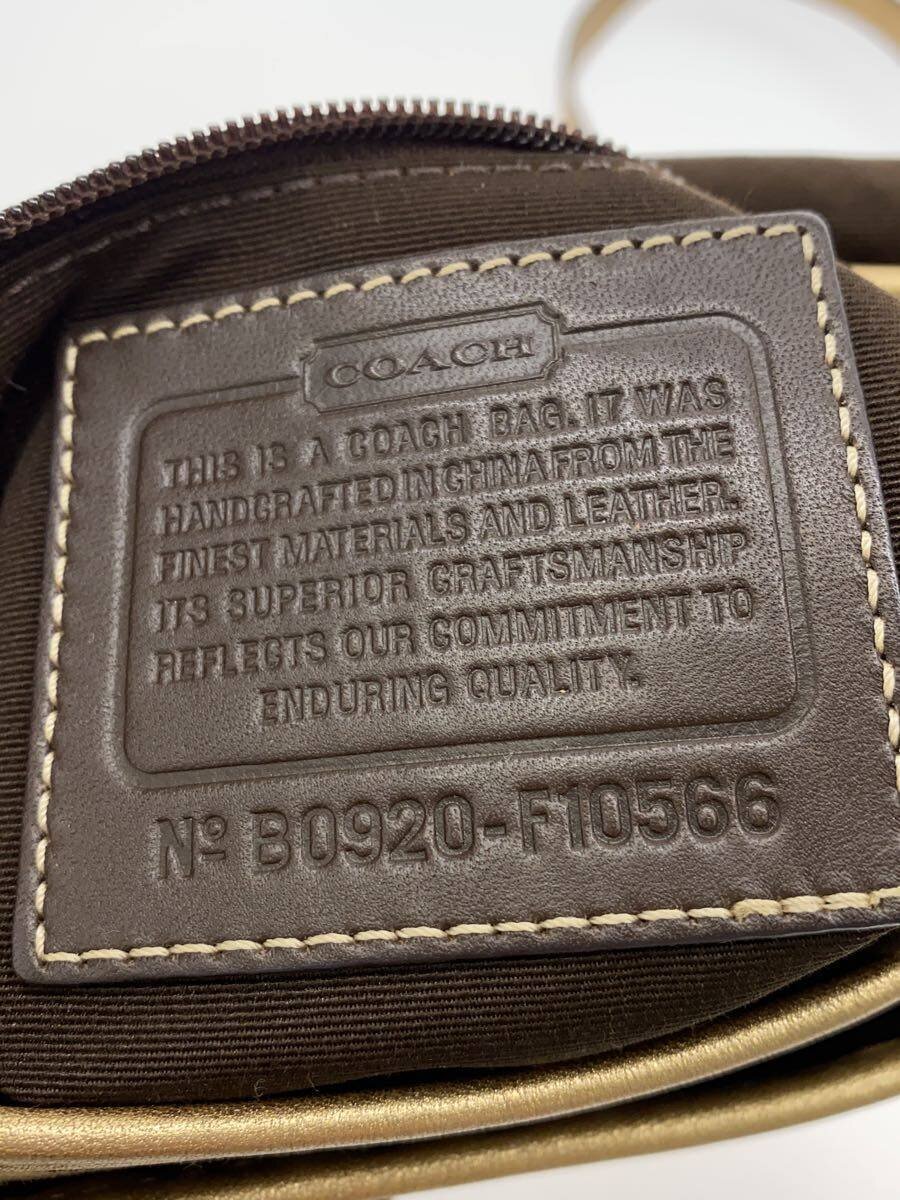 COACH
THIS IS A COACH BAG. IT WAS
HANDCRAFTED IN CHINA FROM THE
FINEST MATERIALS AND LEATHER.
ITS SUPERIOR CRAFTSMANSHIP
REFLECTS OUR COMMITMENT TO
ENDURING QUALITY.
Nº B0920-F10566